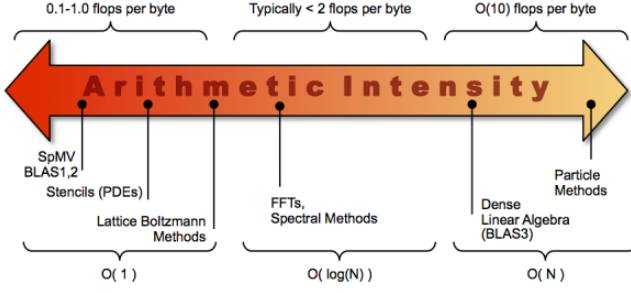 0.1-1.0 flops per byte
Typically < 2 flops per byte
O(10) flops per byte
Arithmetic Intensity
SpMV
BLAS1,2
Stencils (PDEs)
Lattice Boltzmann
Methods
FFTs,
Spectral Methods
Dense
Linear Algebra
(BLAS3)
Particle
Methods
O( 1 )
O( log(N) )
O( N )